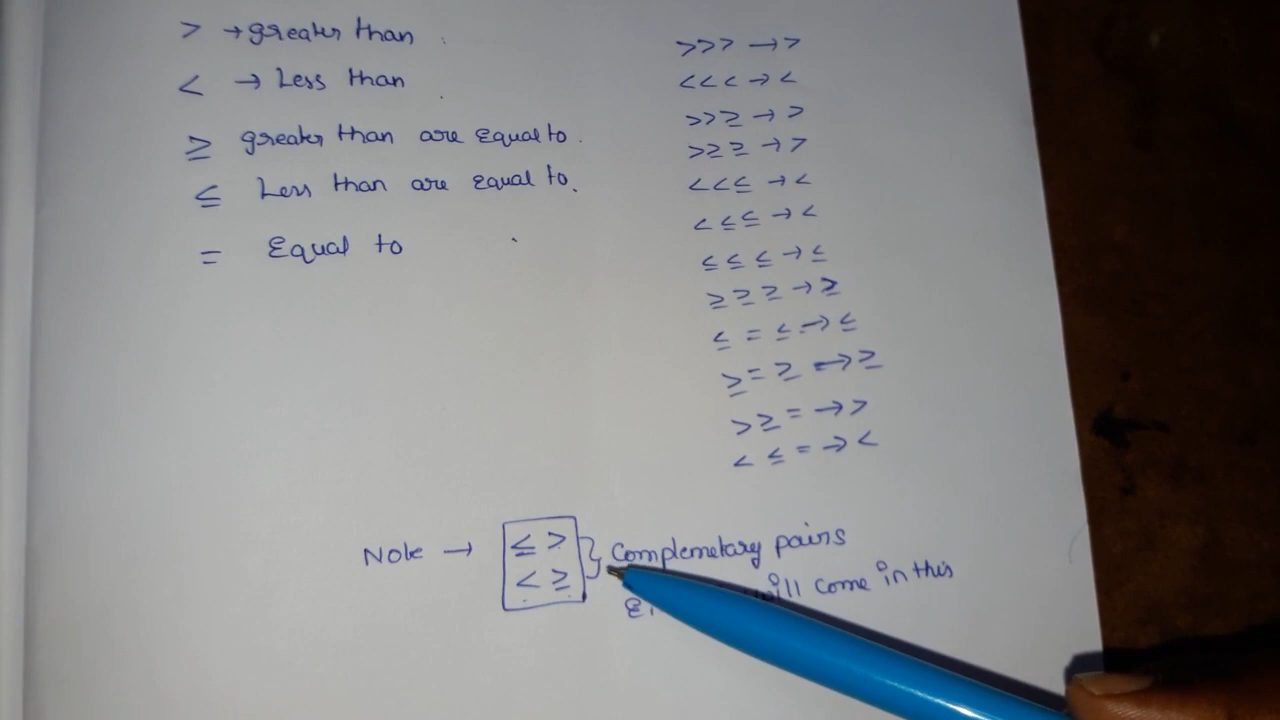 > → greater than
< → Less than
≥ greater than are Equal to.
≤ Less than are equal to.
= Equal to
>>> → >
<<< → <
>>≥ → >
>≥≥ → >
<<≤ → <
<≤≤ → <
≤≤≤ → ≤
≥≥≥ → ≥
≤=≤ → ≤
≥=≥ → ≥
>≥= → >
<≤= → <
Note → ≤ > Complemetary pairs
< ≥ will come in this